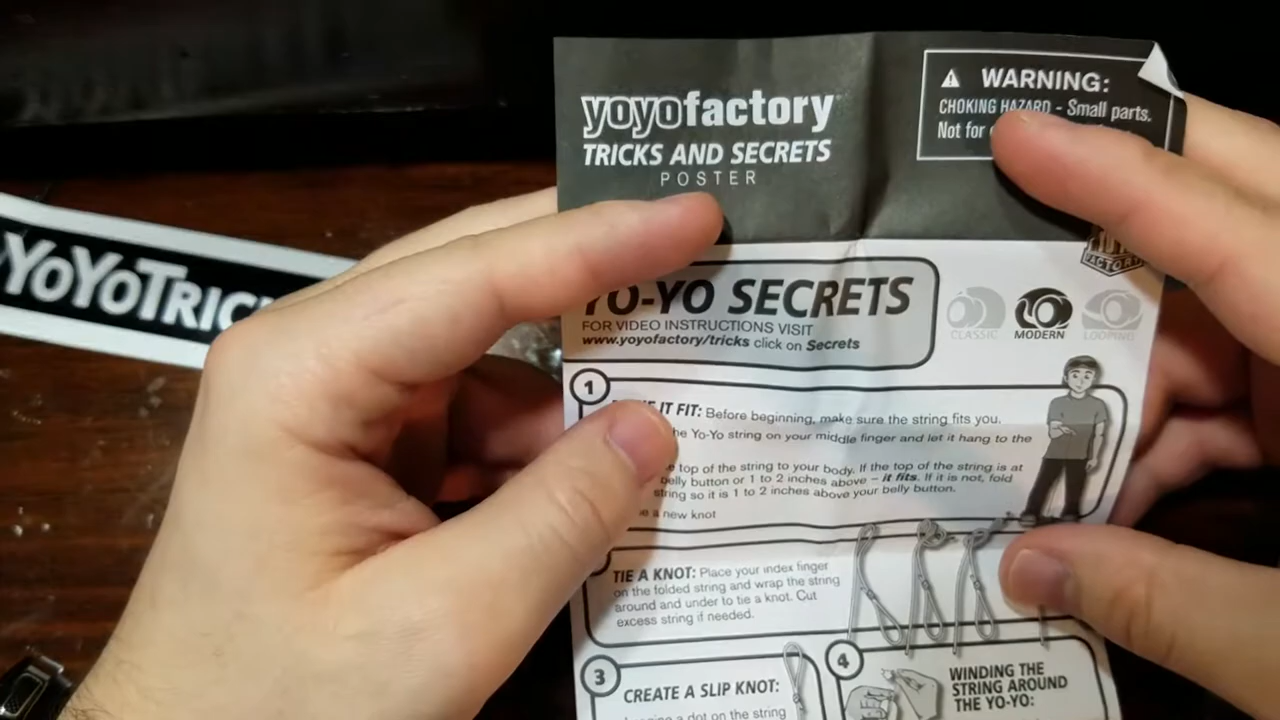 yoyofactory
TRICKS AND SECRETS
POSTER
WARNING:
CHOKING HAZARD - Small parts.
Not for
YOYOTRIC
FACTORY
YO-YO SECRETS
FOR VIDEO INSTRUCTIONS VISIT
www.yoyofactory/tricks click on Secrets
CLASSIC
MODERN
LOOPING
1
IT FIT: Before beginning, make sure the string fits you.
the Yo-Yo string on your middle finger and let it hang to the
top of the string to your body. If the top of the string is at
belly button or 1 to 2 inches above – it fits. If it is not, fold
string so it is 1 to 2 inches above your belly button.
a new knot
TIE A KNOT: Place your index finger
on the folded string and wrap the string
around and under to tie a knot. Cut
excess string if needed.
3
CREATE A SLIP KNOT:
a dot on the string
4
WINDING THE
STRING AROUND
THE YO-YO: